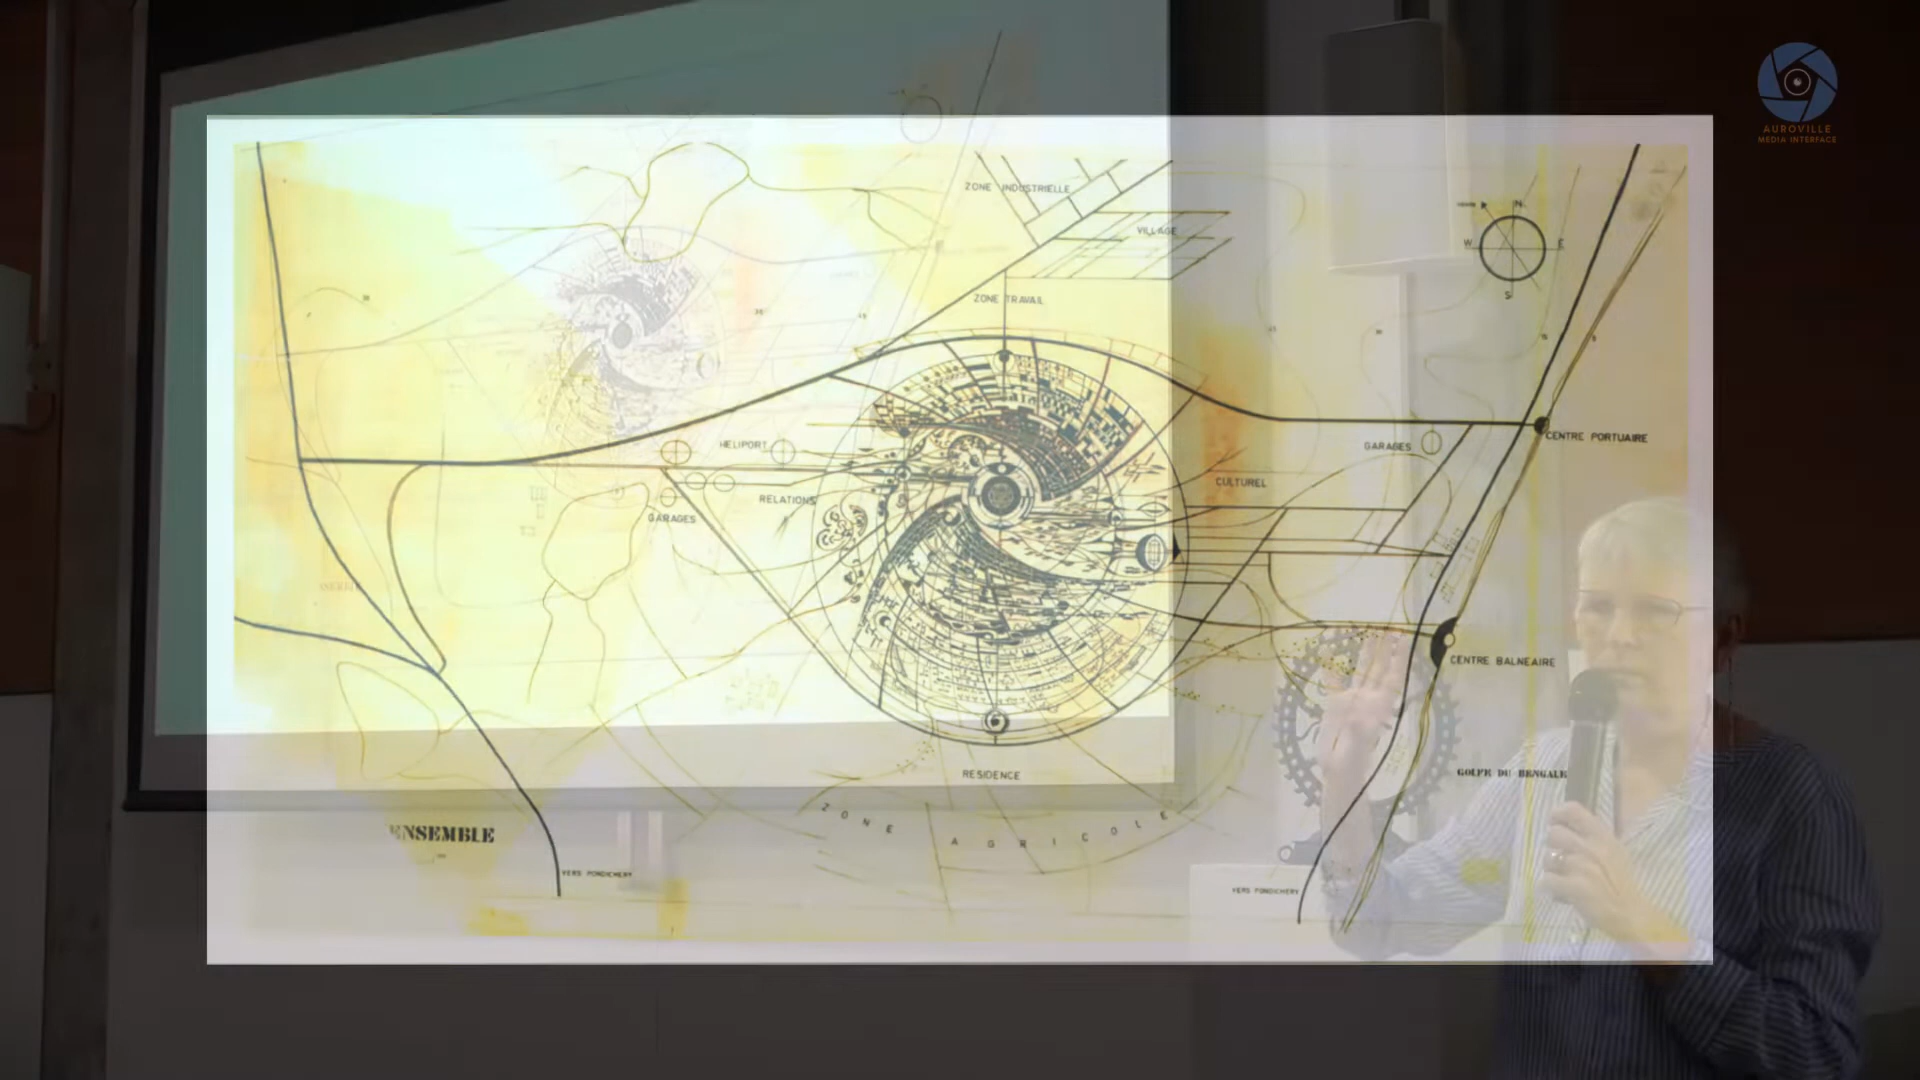 AUROVILLE
MEDIA INTERFACE
ZONE INDUSTRIELLE
VILLAGE
N
W
E
S
ZONE TRAVAIL
HELIPORT
GARAGES
CENTRE PORTUAIRE
RELATIONS
CULTUREL
GARAGES
CENTRE BALNEAIRE
RESIDENCE
GOLFE DU BENGALE
ZONE AGRICOLE
ENSEMBLE
VERS PONDICHERY
VERS PONDICHERY